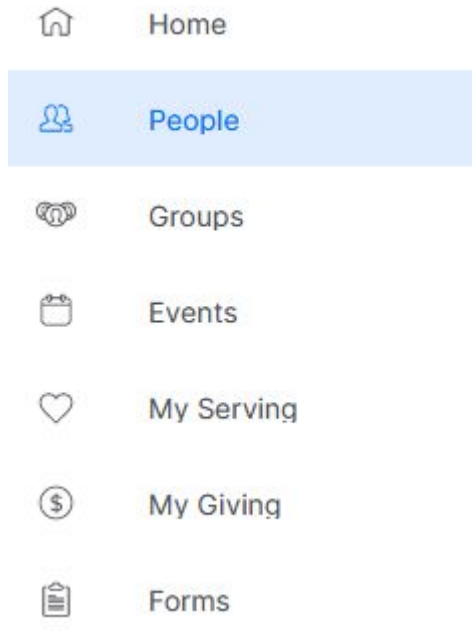 Home
People
Groups
Events
My Serving
My Giving
Forms